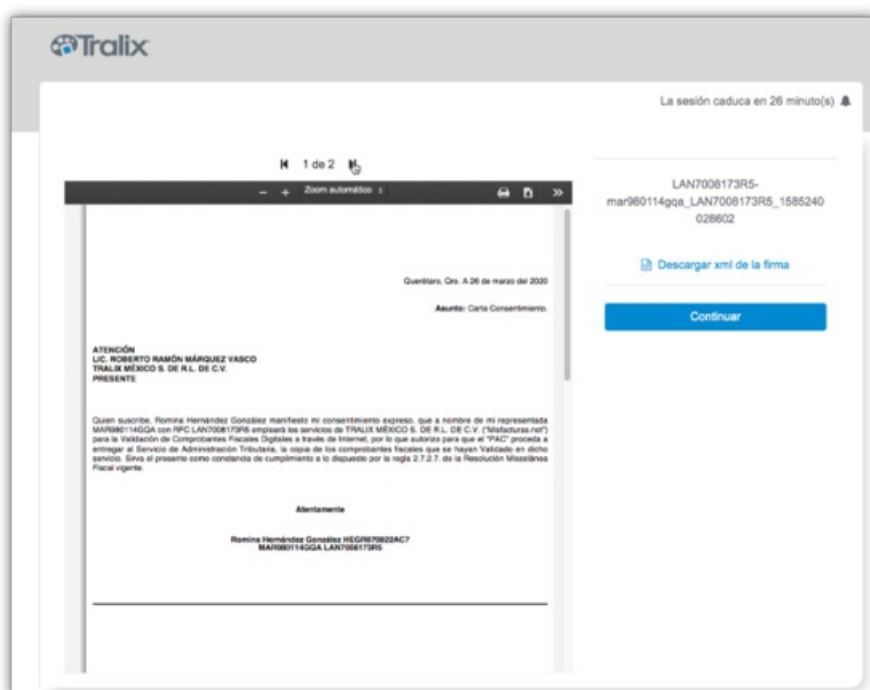 Tralix
La sesión caduca en 26 minuto(s)
1 de 2
Zoom automático
LAN7008173R5-
mar980114gqa_LAN7008173R5_1585240
028602
Descargar xml de la firma
Continuar
Querétaro, Qro. A 26 de marzo del 2020
Asunto: Carta Consentimiento.
ATENCIÓN
LIC. ROBERTO RAMÓN MÁRQUEZ VASCO
TRALIX MÉXICO S. DE R.L. DE C.V.
PRESENTE
Quien suscribe, Romina Hernández González manifiesto mi consentimiento expreso, que a nombre de mi representada
MAR980114GQA con RFC LAN7008173R5 empleará los servicios de TRALIX MÉXICO S. DE R.L. DE C.V. ("Masfacturas.net")
para la Validación de Comprobantes Fiscales Digitales a través de Internet, por lo que autoriza para que el "PAC" proceda a
entregar al Servicio de Administración Tributaria, la copia de los comprobantes fiscales que se hayan Validado en dicho
servicio. Sirva el presente como constancia de cumplimiento a lo dispuesto por la regla 2.7.2.7. de la Resolución Miscelánea
Fiscal vigente.
Atentamente
Romina Hernández González HEGR670822AC7
MAR980114GQA LAN7008173R5